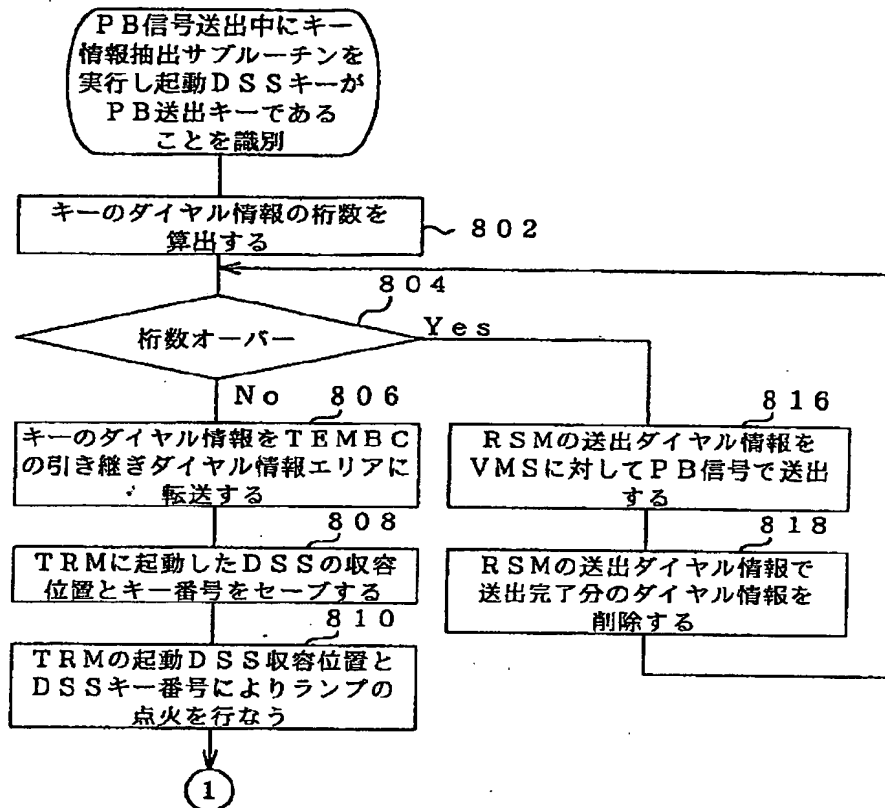 PB信号送出中にキー
情報抽出サブルーチンを
実行し起動DSSキーが
PB送出キーである
ことを識別
キーのダイヤル情報の桁数を
算出する
802
804
桁数オーバー
Yes
No
806
キーのダイヤル情報をTEMBC
の引き継ぎダイヤル情報エリアに
転送する
808
TRMに起動したDSSの収容
位置とキー番号をセーブする
810
TRMの起動DSS収容位置と
DSSキー番号によりランプの
点火を行なう
1
816
RSMの送出ダイヤル情報を
VMSに対してPB信号で送出
する
818
RSMの送出ダイヤル情報で
送出完了分のダイヤル情報を
削除する